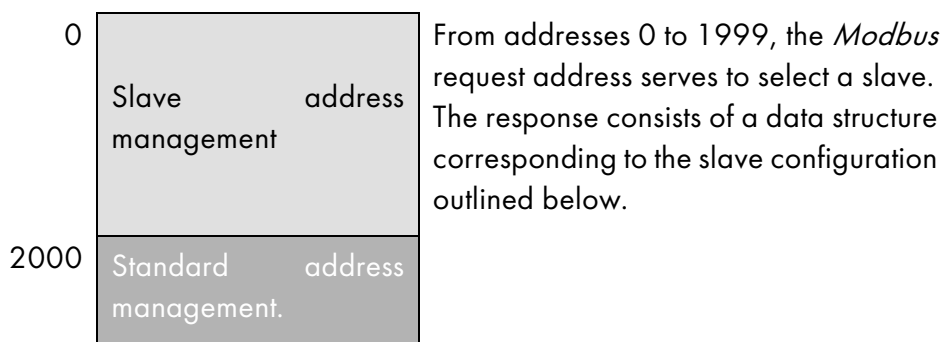 0
Slave address
management
2000
Standard address
management.
From addresses 0 to 1999, the Modbus
request address serves to select a slave.
The response consists of a data structure
corresponding to the slave configuration
outlined below.